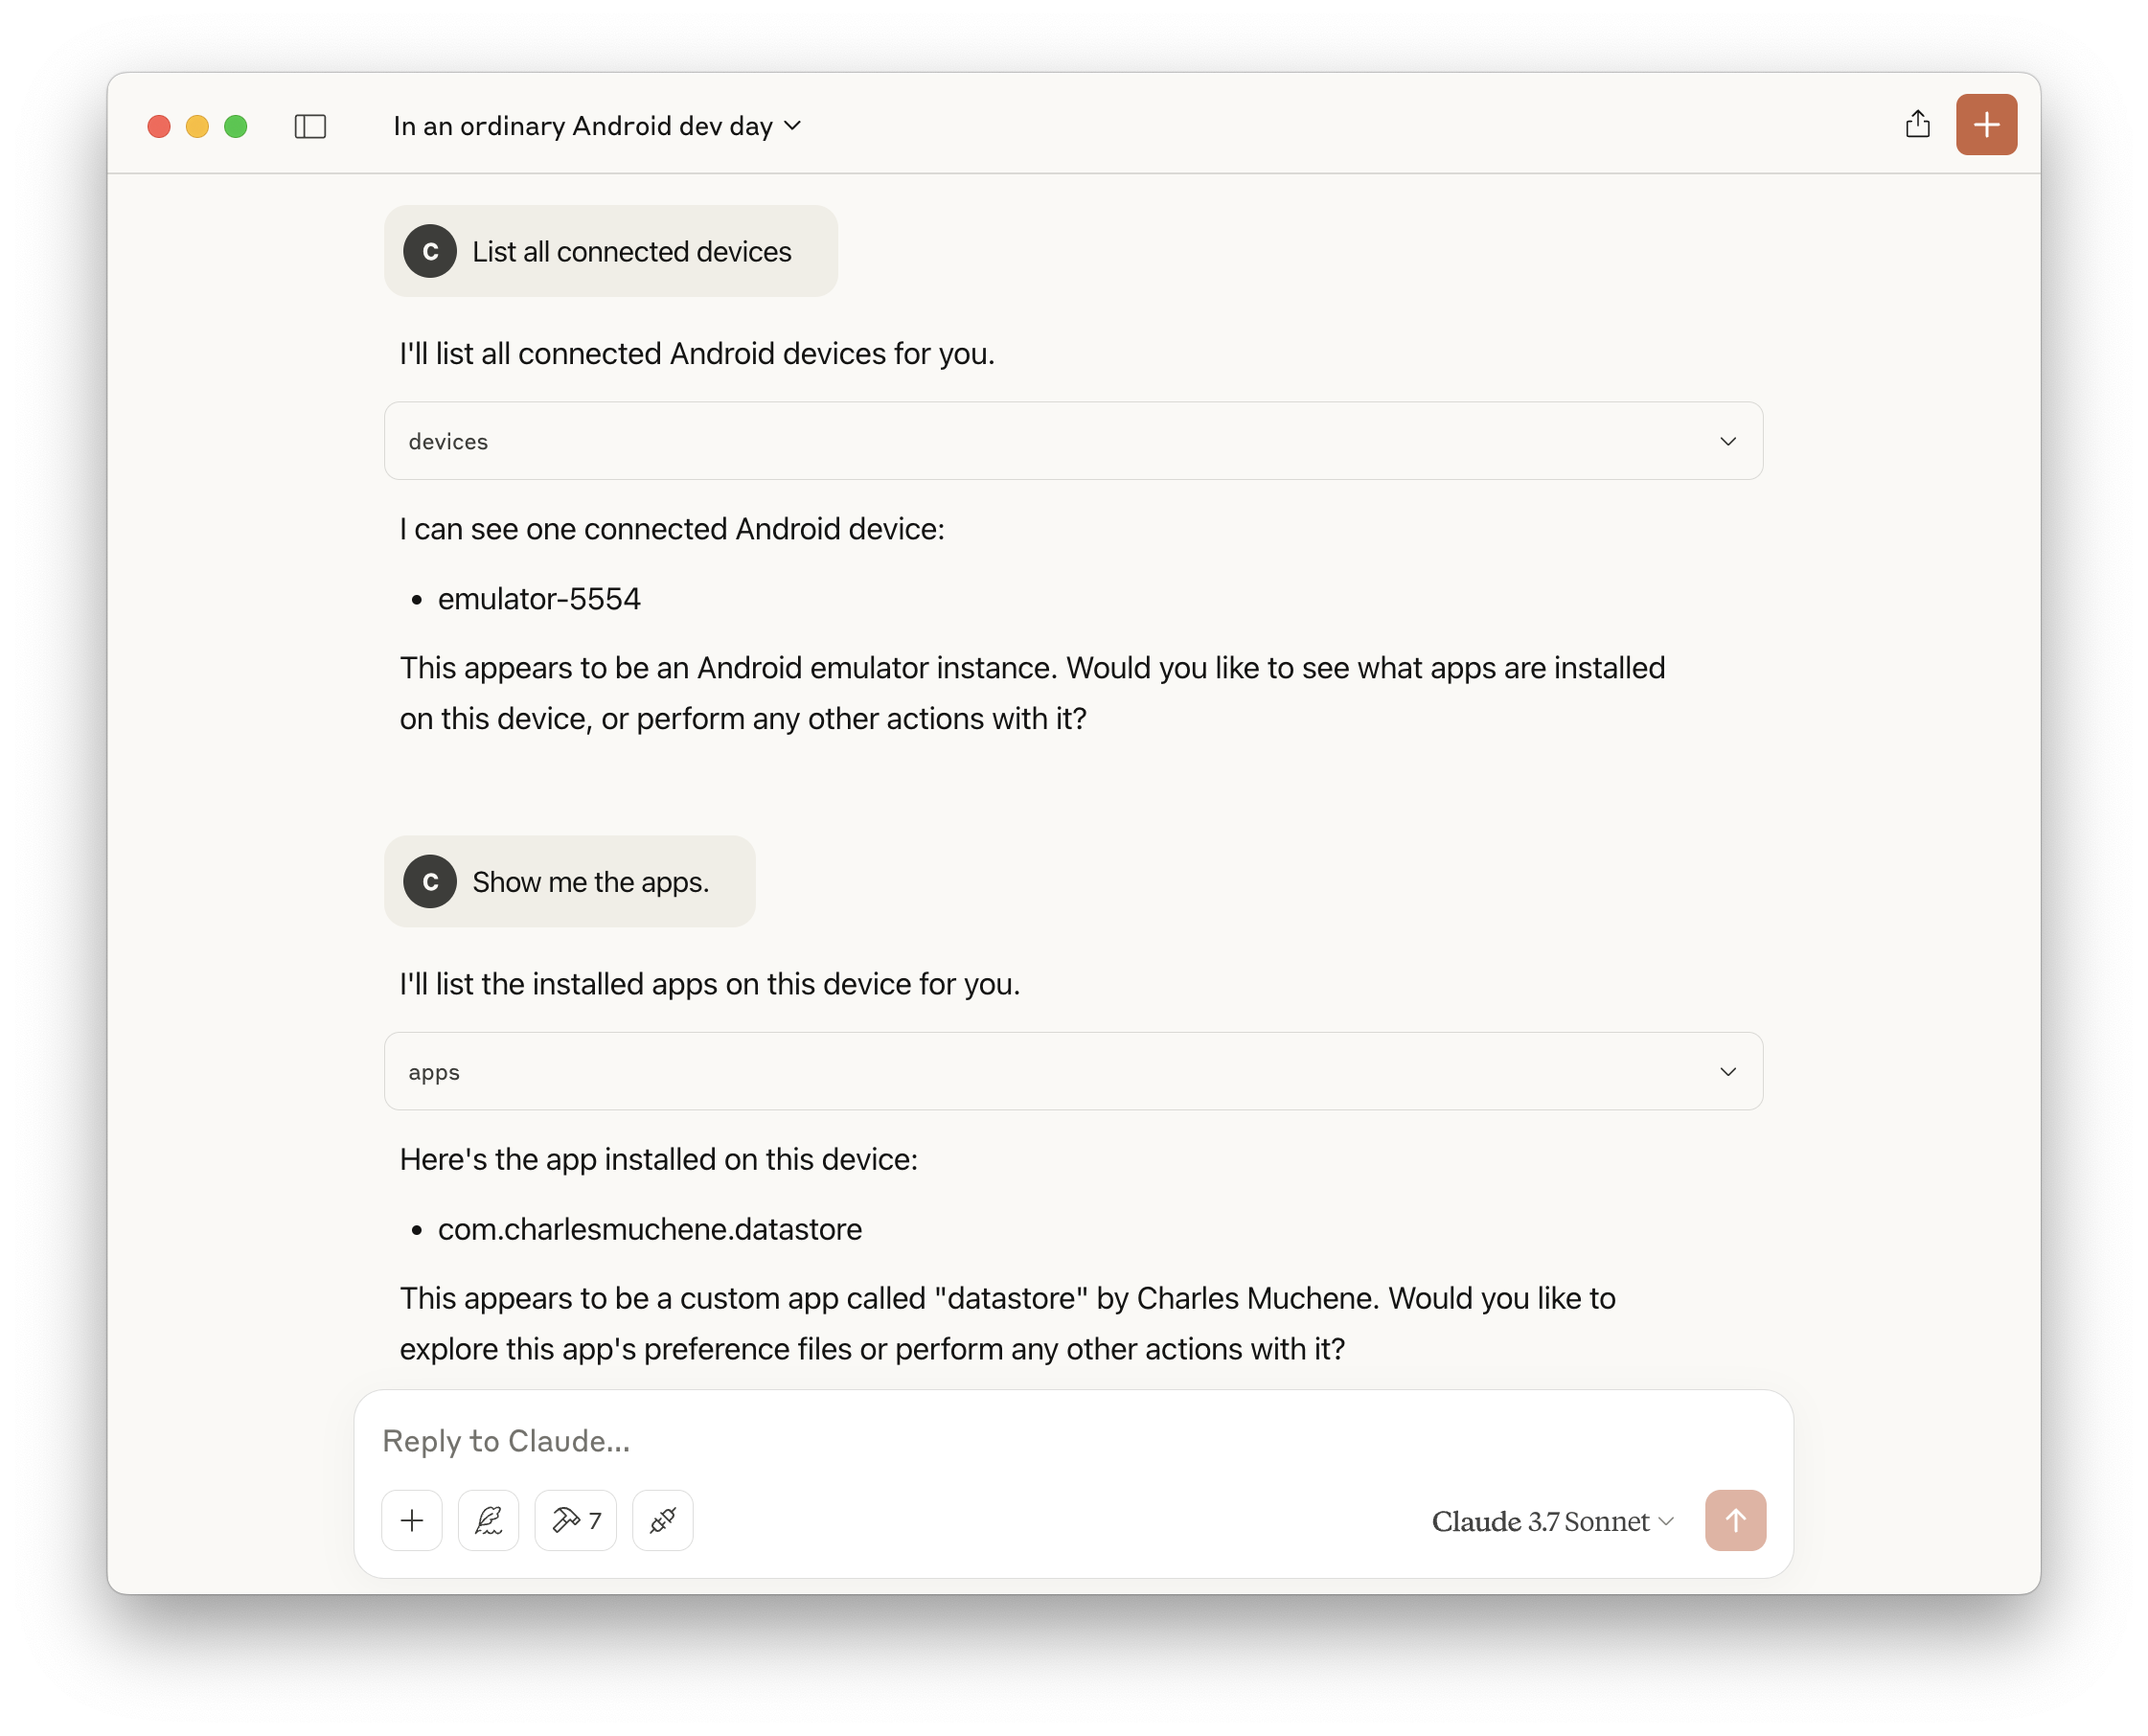 In an ordinary Android dev day
C List all connected devices
I'll list all connected Android devices for you.
devices
I can see one connected Android device:
• emulator-5554
This appears to be an Android emulator instance. Would you like to see what apps are installed
on this device, or perform any other actions with it?
C Show me the apps.
I'll list the installed apps on this device for you.
apps
Here's the app installed on this device:
• com.charlesmuchene.datastore
This appears to be a custom app called "datastore" by Charles Muchene. Would you like to
explore this app's preference files or perform any other actions with it?
Reply to Claude...
7
Claude 3.7 Sonnet